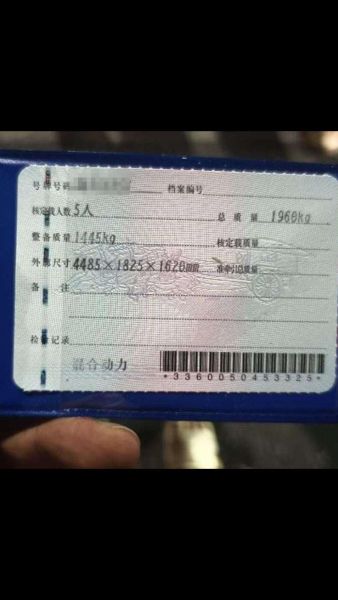 号牌号码 档案编号
核定载人数 5人 总质量 1960kg
整备质量 1445kg 核定载质量
外廓尺寸 4485×1825×1620mm 准牵引总质量
备注
检验记录
混合动力
*3360050453325*